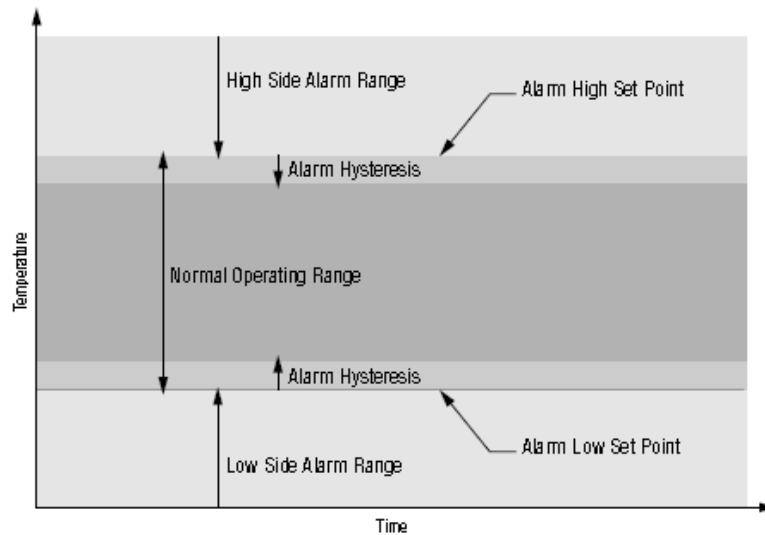 High Side Alarm Range
Alarm High Set Point
Alarm Hysteresis
Temperature
Normal Operating Range
Alarm Hysteresis
Alarm Low Set Point
Low Side Alarm Range
Time